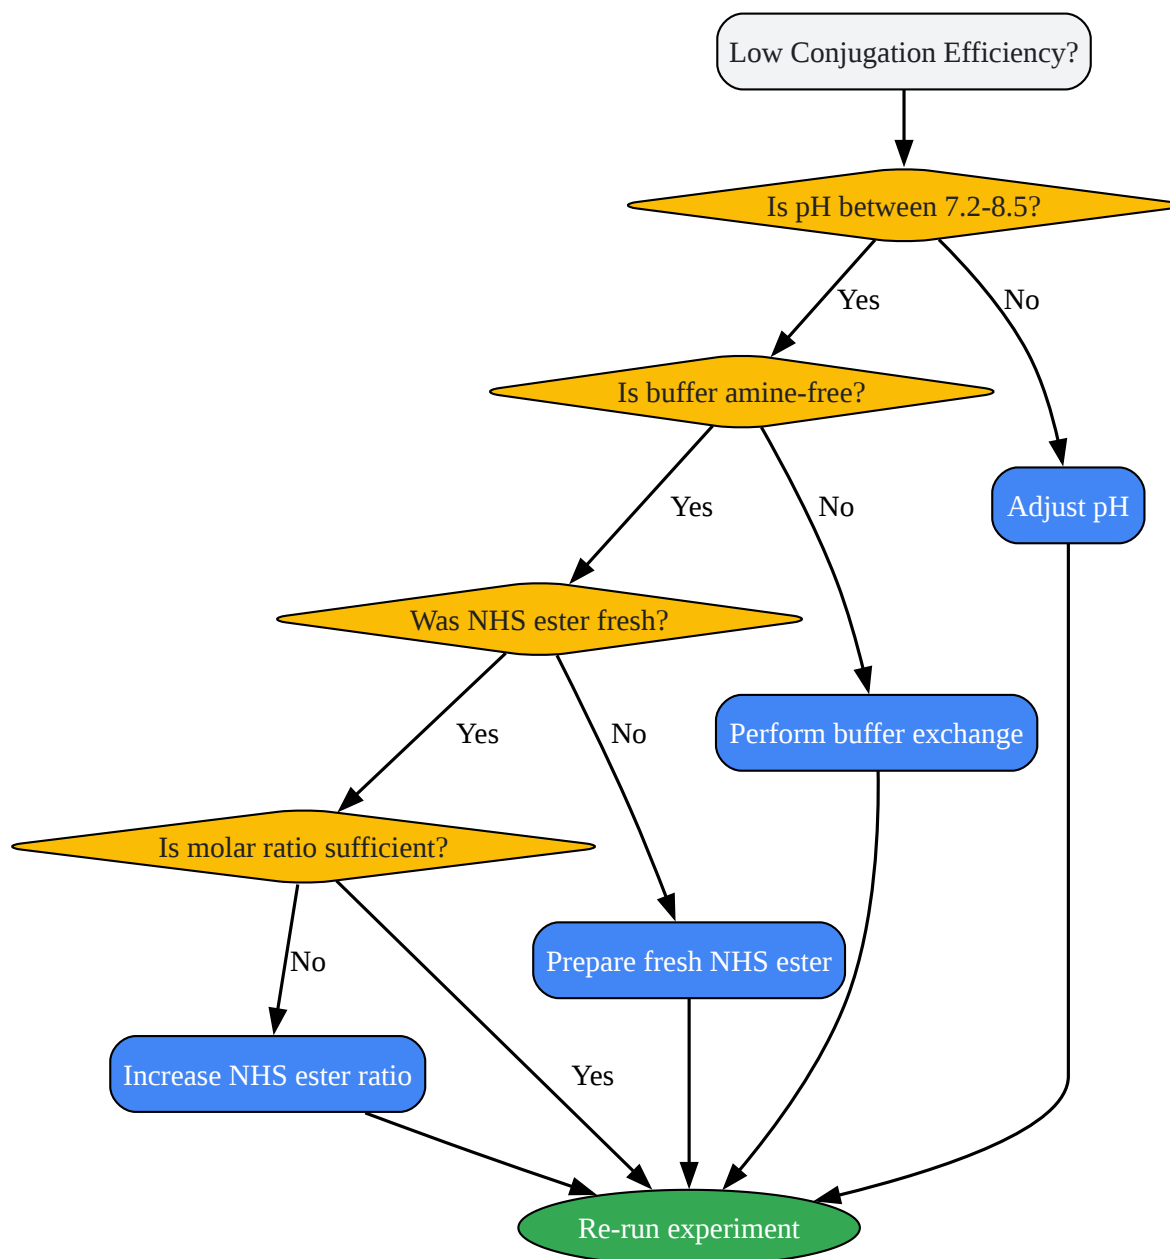 Low Conjugation Efficiency?
Is pH between 7.2-8.5?
Yes
No
Is buffer amine-free?
Yes
No
Adjust pH
Was NHS ester fresh?
Yes
No
Perform buffer exchange
Is molar ratio sufficient?
No
Prepare fresh NHS ester
Increase NHS ester ratio
Yes
Re-run experiment